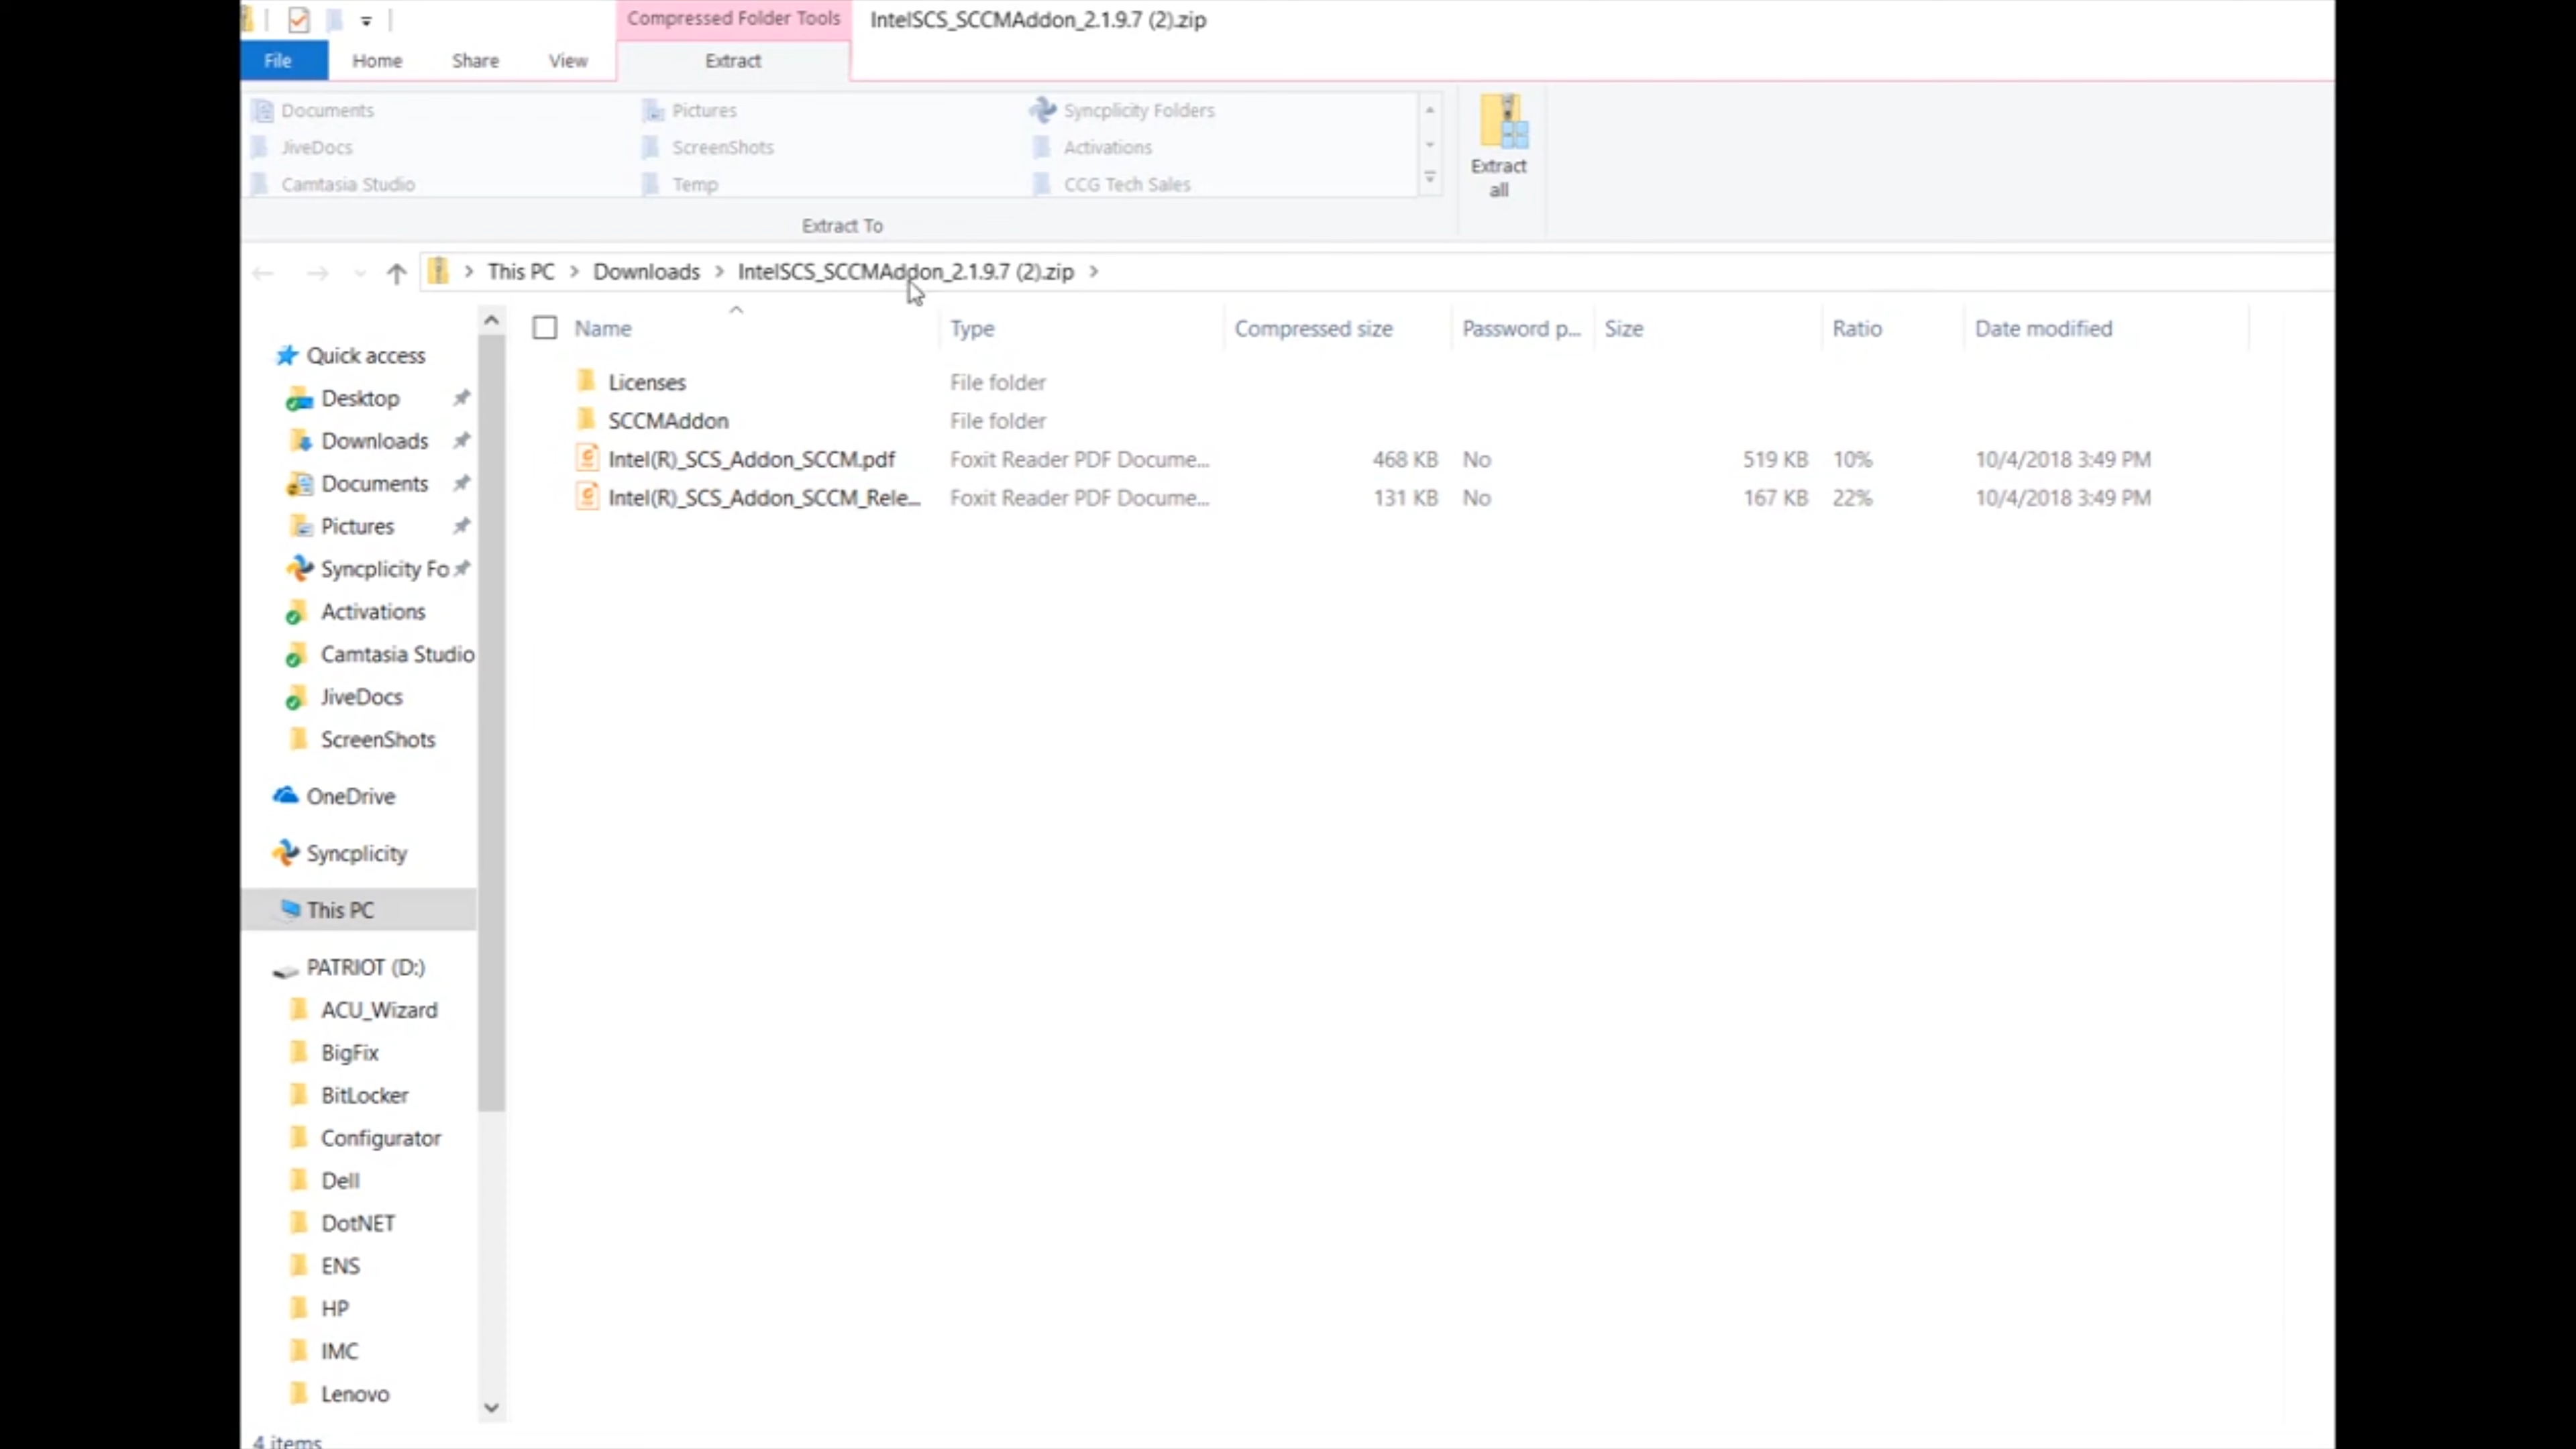 Compressed Folder Tools IntelSCS_SCCMAddon_2.1.9.7 (2).zip
File Home Share View Extract
Documents Pictures Syncplicity Folders
JiveDocs ScreenShots Activations
Camtasia Studio Temp CCG Tech Sales
Extract all
Extract To
This PC Downloads IntelSCS_SCCMAddon_2.1.9.7 (2).zip
Name Type Compressed size Password p... Size Ratio Date modified
Licenses File folder
SCCMAddon File folder
Intel(R)_SCS_Addon_SCCM.pdf Foxit Reader PDF Docume... 468 KB No 519 KB 10% 10/4/2018 3:49 PM
Intel(R)_SCS_Addon_SCCM_Rele... Foxit Reader PDF Docume... 131 KB No 167 KB 22% 10/4/2018 3:49 PM
Quick access
Desktop
Downloads
Documents
Pictures
Syncplicity Fo
Activations
Camtasia Studio
JiveDocs
ScreenShots
OneDrive
Syncplicity
This PC
PATRIOT (D:)
ACU_Wizard
BigFix
BitLocker
Configurator
Dell
DotNET
ENS
HP
IMC
Lenovo
4 items